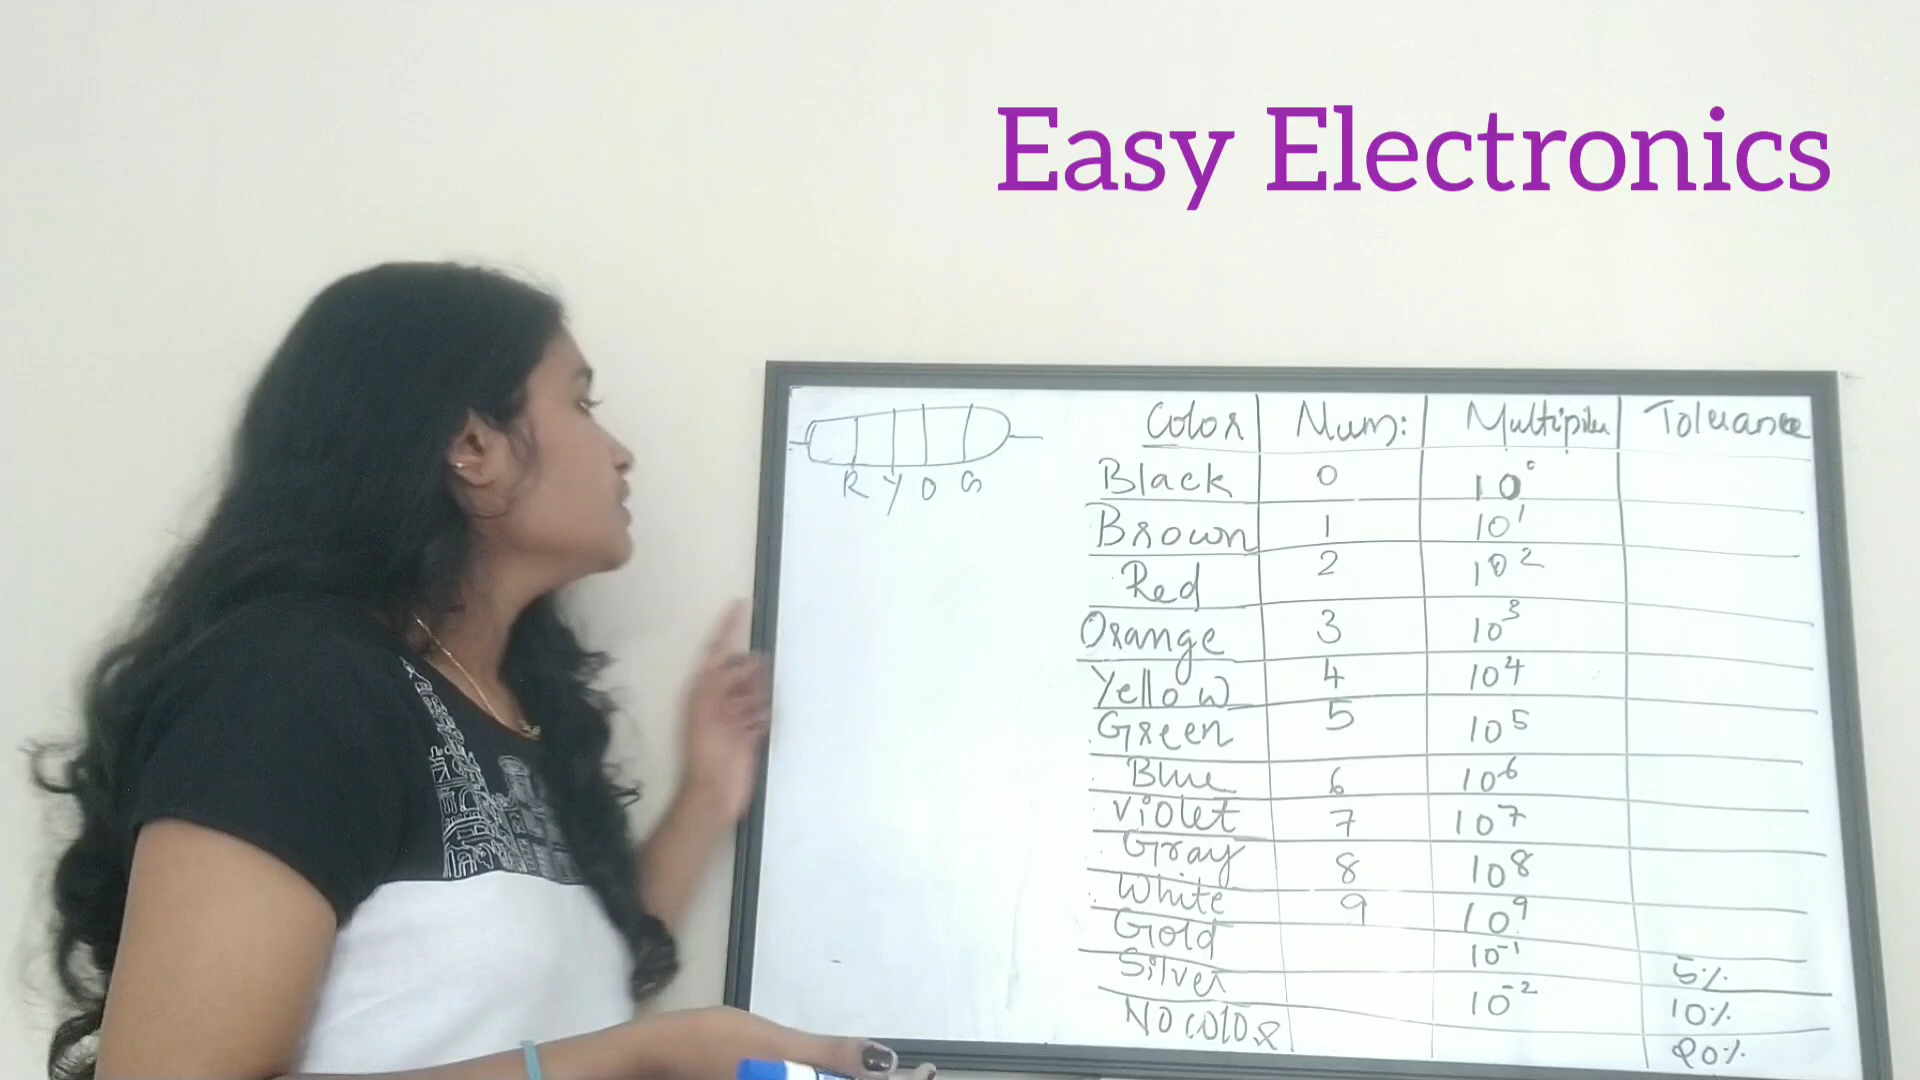 Easy Electronics
R Y O G
Color Num: Multiplier Tolerance
Black 0 10⁰
Brown 1 10¹
Red 2 10²
Orange 3 10³
Yellow 4 10⁴
Green 5 10⁵
Blue 6 10⁶
Violet 7 10⁷
Gray 8 10⁸
White 9 10⁹
Gold 10⁻¹ 5%
Silver 10⁻² 10%
No color 20%